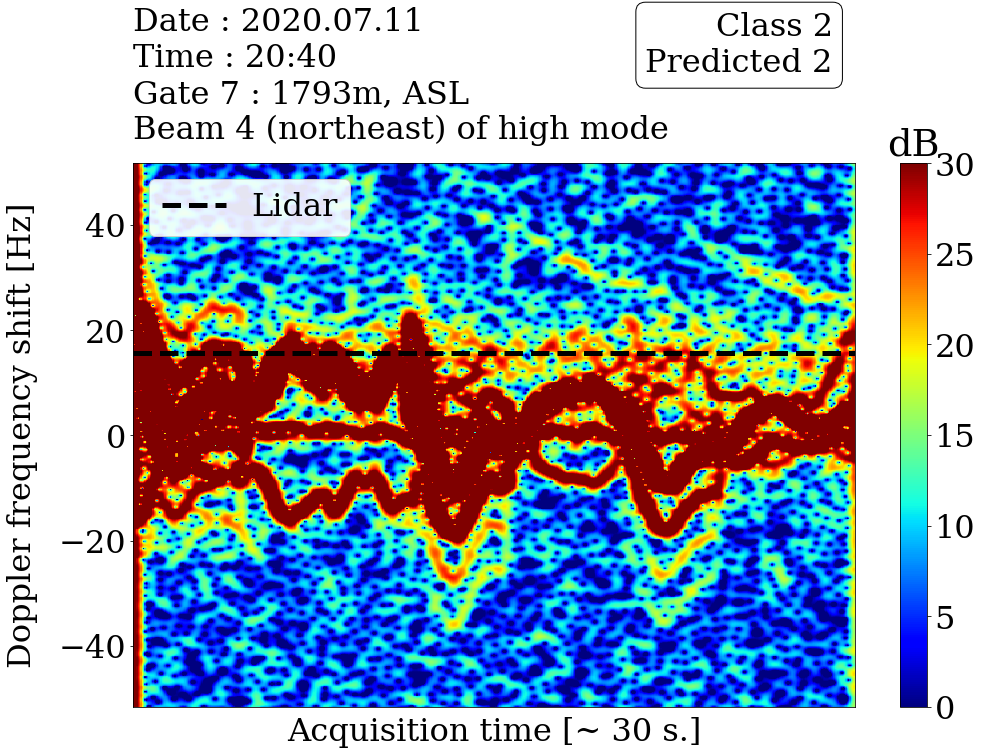 Date : 2020.07.11
Time : 20:40
Gate 7 : 1793m, ASL
Beam 4 (northeast) of high mode
Class 2
Predicted 2
dB
Lidar
Doppler frequency shift [Hz]
40
20
0
−20
−40
30
25
20
15
10
5
0
Acquisition time [~ 30 s.]